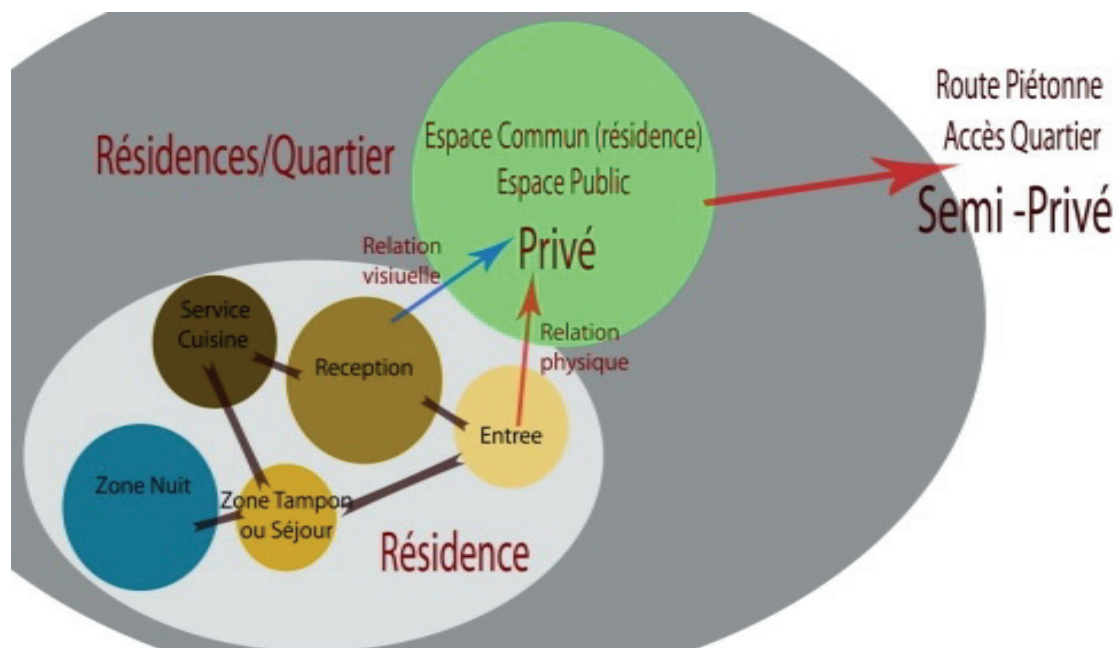 Route Piétonne
Accès Quartier
Semi -Privé
Résidences/Quartier
Espace Commun (résidence)
Espace Public
Privé
Relation
visiuelle
Relation
physique
Service
Cuisine
Reception
Entree
Zone Nuit
Zone Tampon
ou Séjour
Résidence